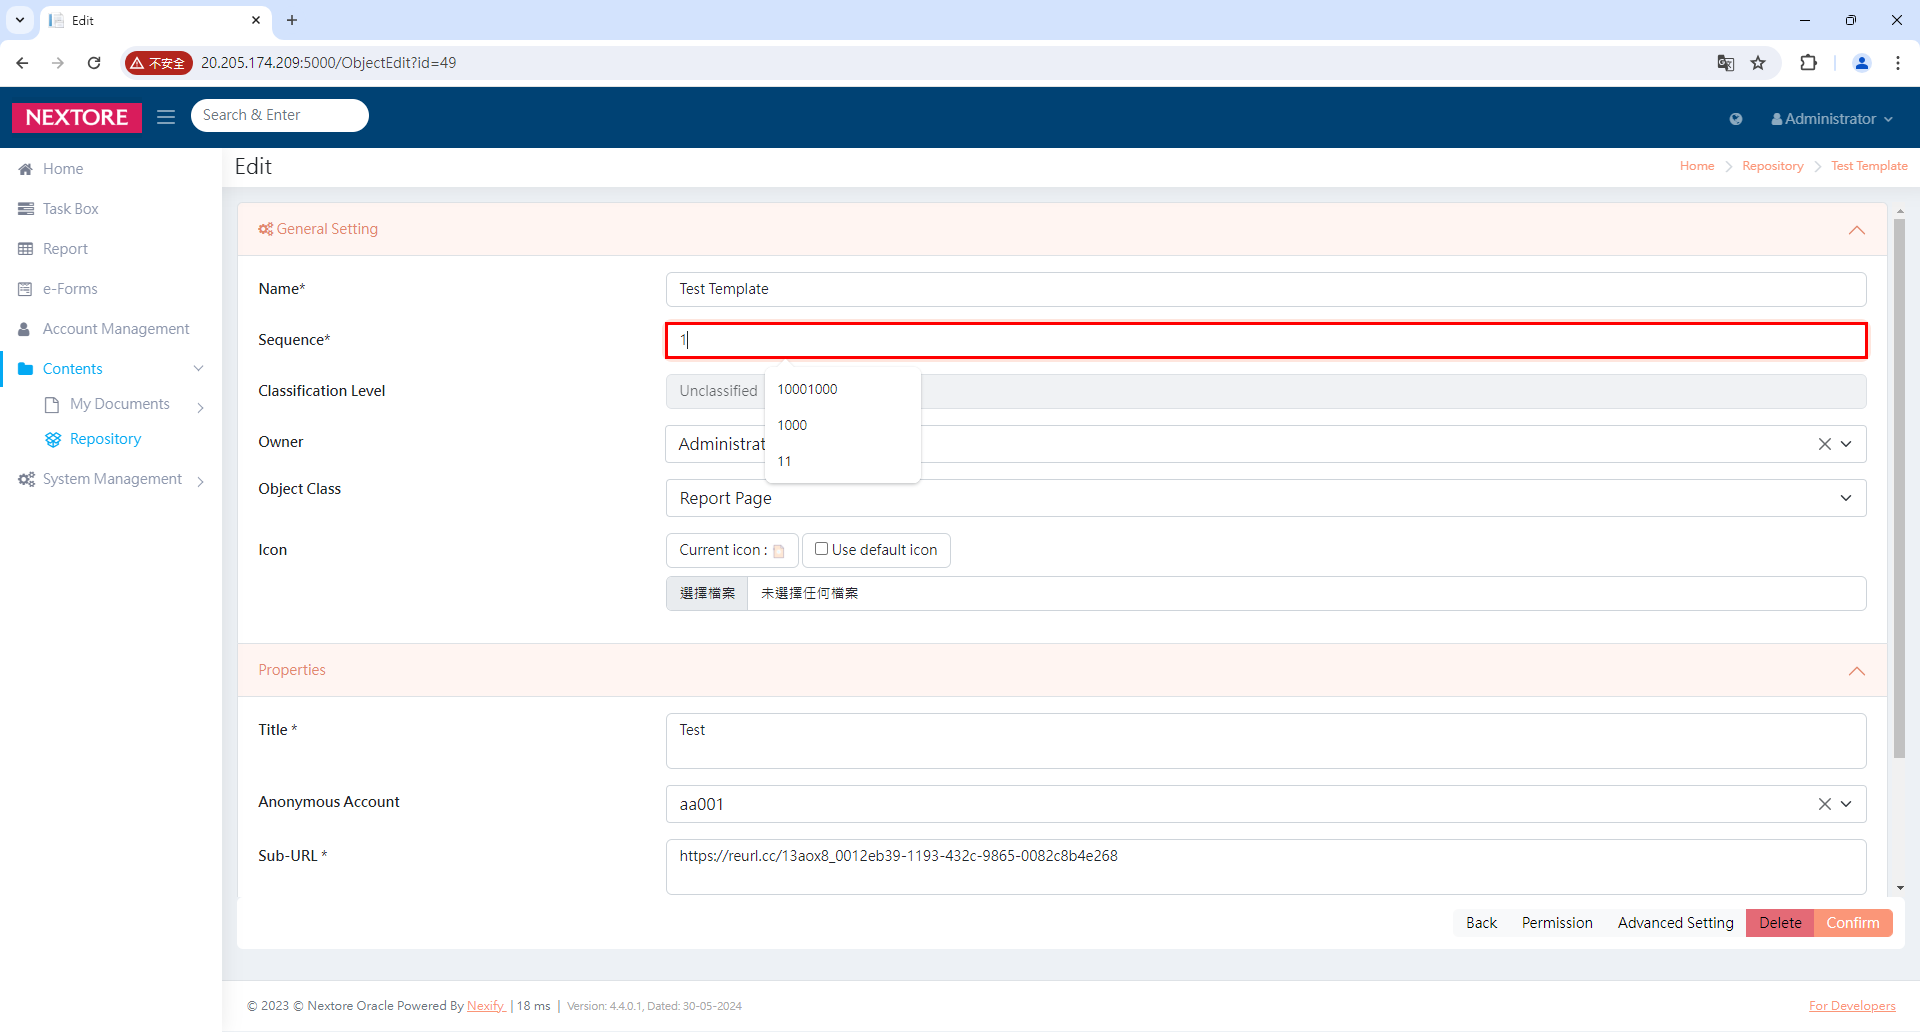 Edit
不安全
20.205.174.209:5000/ObjectEdit?id=49
NEXTORE
Search & Enter
Administrator
Home
Task Box
Report
e-Forms
Account Management
Contents
My Documents
Repository
System Management
Edit
Home
Repository
Test Template
General Setting
Name*
Test Template
Sequence*
1
10001000
1000
11
Classification Level
Unclassified
Owner
Administrat
Object Class
Report Page
Icon
Current icon :
Use default icon
選擇檔案
未選擇任何檔案
Properties
Title *
Test
Anonymous Account
aa001
Sub-URL *
https://reurl.cc/13aox8_0012eb39-1193-432c-9865-0082c8b4e268
Back
Permission
Advanced Setting
Delete
Confirm
© 2023 © Nextore Oracle Powered By Nexify | 18 ms | Version: 4.4.0.1, Dated: 30-05-2024
For Developers